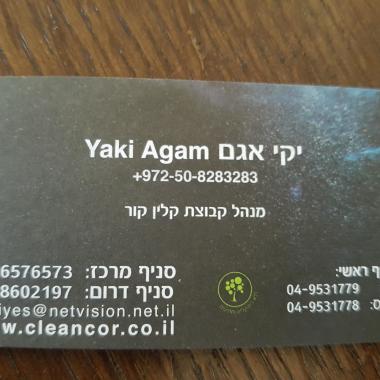 Yaki Agam יקי אגם
+972-50-8283283
מנהל קבוצת קלין קור
ף ראשי:
04-9531779
ס: 04-9531778
סניף מרכז: 6576573
סניף דרום: 8602197
iyes@netvision.net.il
w.cleancor.co.il